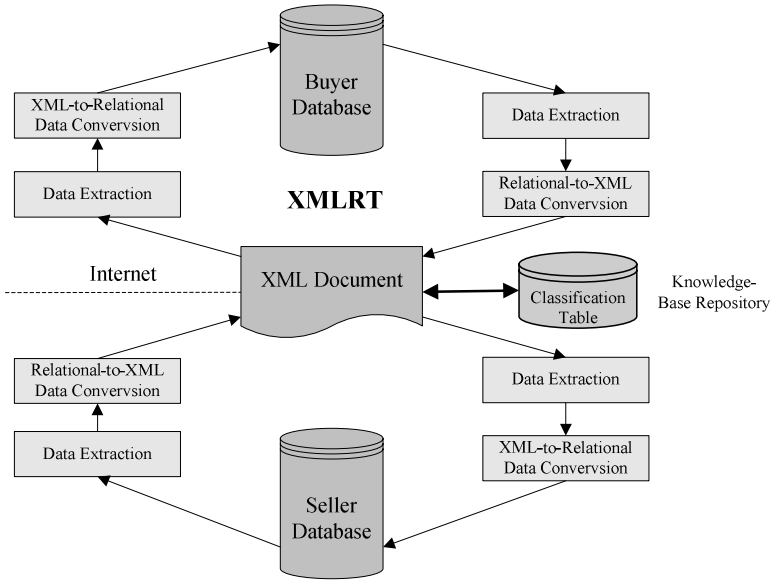 Buyer
Database
XML-to-Relational
Data Convervsion
Data Extraction
Data Extraction
Relational-to-XML
Data Convervsion
XMLRT
Internet
XML Document
Classification
Table
Knowledge-
Base Repository
Relational-to-XML
Data Convervsion
Data Extraction
Data Extraction
XML-to-Relational
Data Convervsion
Seller
Database